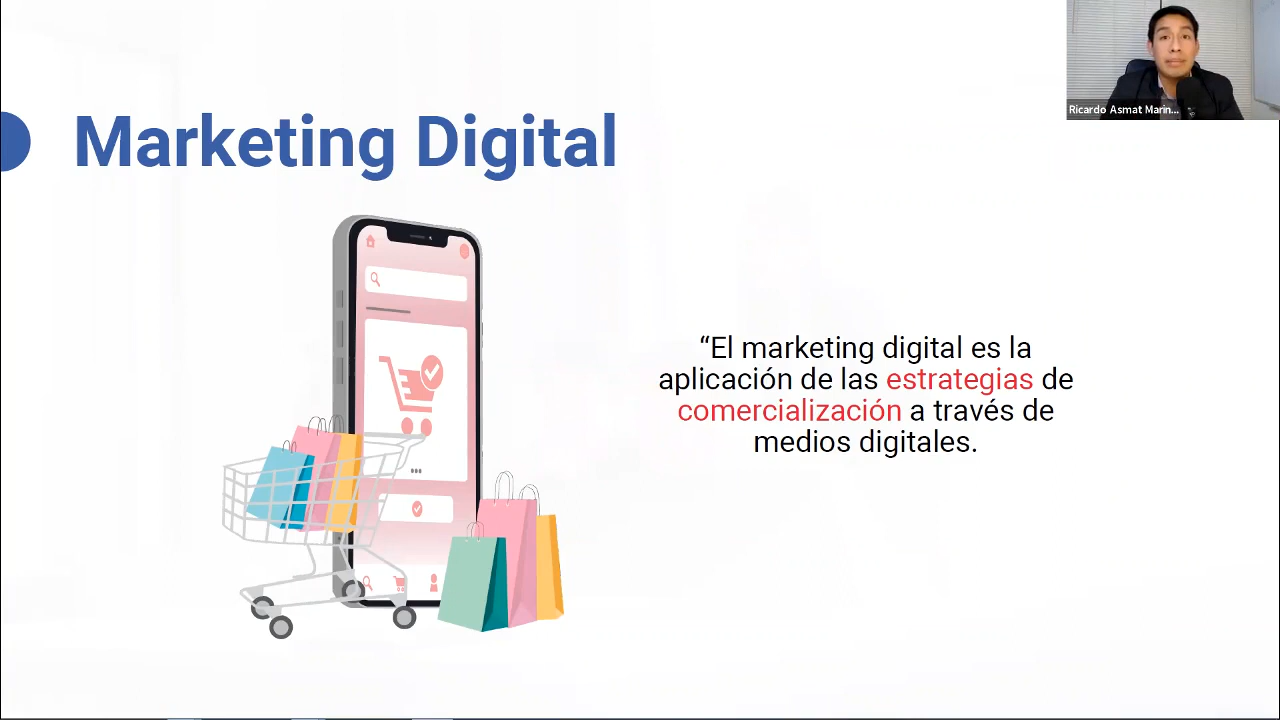 Marketing Digital
Ricardo Asmat Marin...
“El marketing digital es la
aplicación de las estrategias de
comercialización a través de
medios digitales.